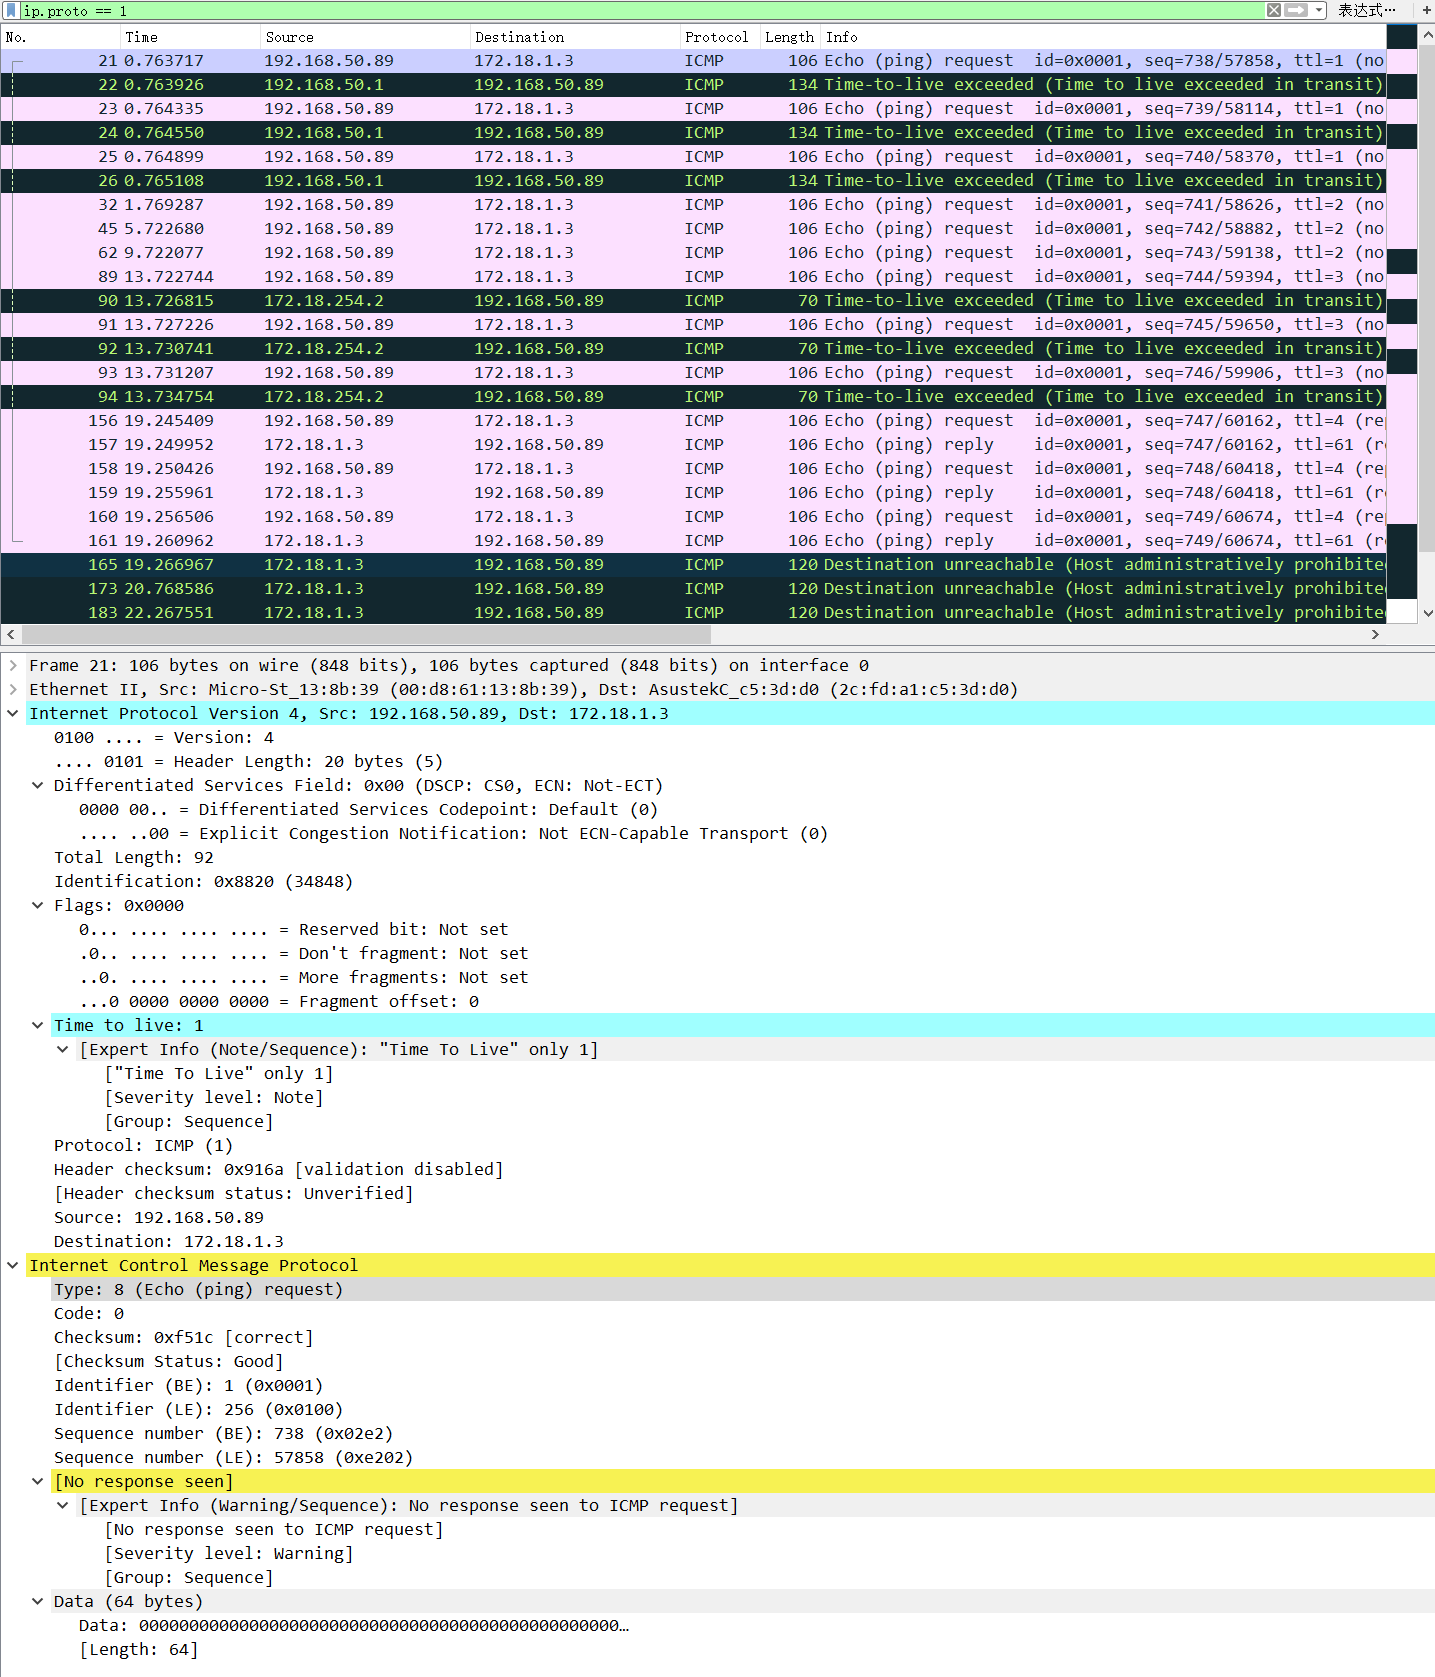 ip.proto == 1 表达式… +
No. Time Source Destination Protocol Length Info
21 0.763717 192.168.50.89 172.18.1.3 ICMP 106 Echo (ping) request id=0x0001, seq=738/57858, ttl=1 (no
22 0.763926 192.168.50.1 192.168.50.89 ICMP 134 Time-to-live exceeded (Time to live exceeded in transit)
23 0.764335 192.168.50.89 172.18.1.3 ICMP 106 Echo (ping) request id=0x0001, seq=739/58114, ttl=1 (no
24 0.764550 192.168.50.1 192.168.50.89 ICMP 134 Time-to-live exceeded (Time to live exceeded in transit)
25 0.764899 192.168.50.89 172.18.1.3 ICMP 106 Echo (ping) request id=0x0001, seq=740/58370, ttl=1 (no
26 0.765108 192.168.50.1 192.168.50.89 ICMP 134 Time-to-live exceeded (Time to live exceeded in transit)
32 1.769287 192.168.50.89 172.18.1.3 ICMP 106 Echo (ping) request id=0x0001, seq=741/58626, ttl=2 (no
45 5.722680 192.168.50.89 172.18.1.3 ICMP 106 Echo (ping) request id=0x0001, seq=742/58882, ttl=2 (no
62 9.722077 192.168.50.89 172.18.1.3 ICMP 106 Echo (ping) request id=0x0001, seq=743/59138, ttl=2 (no
89 13.722744 192.168.50.89 172.18.1.3 ICMP 106 Echo (ping) request id=0x0001, seq=744/59394, ttl=3 (no
90 13.726815 172.18.254.2 192.168.50.89 ICMP 70 Time-to-live exceeded (Time to live exceeded in transit)
91 13.727226 192.168.50.89 172.18.1.3 ICMP 106 Echo (ping) request id=0x0001, seq=745/59650, ttl=3 (no
92 13.730741 172.18.254.2 192.168.50.89 ICMP 70 Time-to-live exceeded (Time to live exceeded in transit)
93 13.731207 192.168.50.89 172.18.1.3 ICMP 106 Echo (ping) request id=0x0001, seq=746/59906, ttl=3 (no
94 13.734754 172.18.254.2 192.168.50.89 ICMP 70 Time-to-live exceeded (Time to live exceeded in transit)
156 19.245409 192.168.50.89 172.18.1.3 ICMP 106 Echo (ping) request id=0x0001, seq=747/60162, ttl=4 (re
157 19.249952 172.18.1.3 192.168.50.89 ICMP 106 Echo (ping) reply id=0x0001, seq=747/60162, ttl=61 (r
158 19.250426 192.168.50.89 172.18.1.3 ICMP 106 Echo (ping) request id=0x0001, seq=748/60418, ttl=4 (re
159 19.255961 172.18.1.3 192.168.50.89 ICMP 106 Echo (ping) reply id=0x0001, seq=748/60418, ttl=61 (r
160 19.256506 192.168.50.89 172.18.1.3 ICMP 106 Echo (ping) request id=0x0001, seq=749/60674, ttl=4 (re
161 19.260962 172.18.1.3 192.168.50.89 ICMP 106 Echo (ping) reply id=0x0001, seq=749/60674, ttl=61 (r
165 19.266967 172.18.1.3 192.168.50.89 ICMP 120 Destination unreachable (Host administratively prohibite
173 20.768586 172.18.1.3 192.168.50.89 ICMP 120 Destination unreachable (Host administratively prohibite
183 22.267551 172.18.1.3 192.168.50.89 ICMP 120 Destination unreachable (Host administratively prohibite
Frame 21: 106 bytes on wire (848 bits), 106 bytes captured (848 bits) on interface 0
Ethernet II, Src: Micro-St_13:8b:39 (00:d8:61:13:8b:39), Dst: AsustekC_c5:3d:d0 (2c:fd:a1:c5:3d:d0)
Internet Protocol Version 4, Src: 192.168.50.89, Dst: 172.18.1.3
0100 .... = Version: 4
.... 0101 = Header Length: 20 bytes (5)
Differentiated Services Field: 0x00 (DSCP: CS0, ECN: Not-ECT)
0000 00.. = Differentiated Services Codepoint: Default (0)
.... ..00 = Explicit Congestion Notification: Not ECN-Capable Transport (0)
Total Length: 92
Identification: 0x8820 (34848)
Flags: 0x0000
0... .... .... .... = Reserved bit: Not set
.0.. .... .... .... = Don't fragment: Not set
..0. .... .... .... = More fragments: Not set
...0 0000 0000 0000 = Fragment offset: 0
Time to live: 1
[Expert Info (Note/Sequence): "Time To Live" only 1]
["Time To Live" only 1]
[Severity level: Note]
[Group: Sequence]
Protocol: ICMP (1)
Header checksum: 0x916a [validation disabled]
[Header checksum status: Unverified]
Source: 192.168.50.89
Destination: 172.18.1.3
Internet Control Message Protocol
Type: 8 (Echo (ping) request)
Code: 0
Checksum: 0xf51c [correct]
[Checksum Status: Good]
Identifier (BE): 1 (0x0001)
Identifier (LE): 256 (0x0100)
Sequence number (BE): 738 (0x02e2)
Sequence number (LE): 57858 (0xe202)
[No response seen]
[Expert Info (Warning/Sequence): No response seen to ICMP request]
[No response seen to ICMP request]
[Severity level: Warning]
[Group: Sequence]
Data (64 bytes)
Data: 000000000000000000000000000000000000000000000000…
[Length: 64]